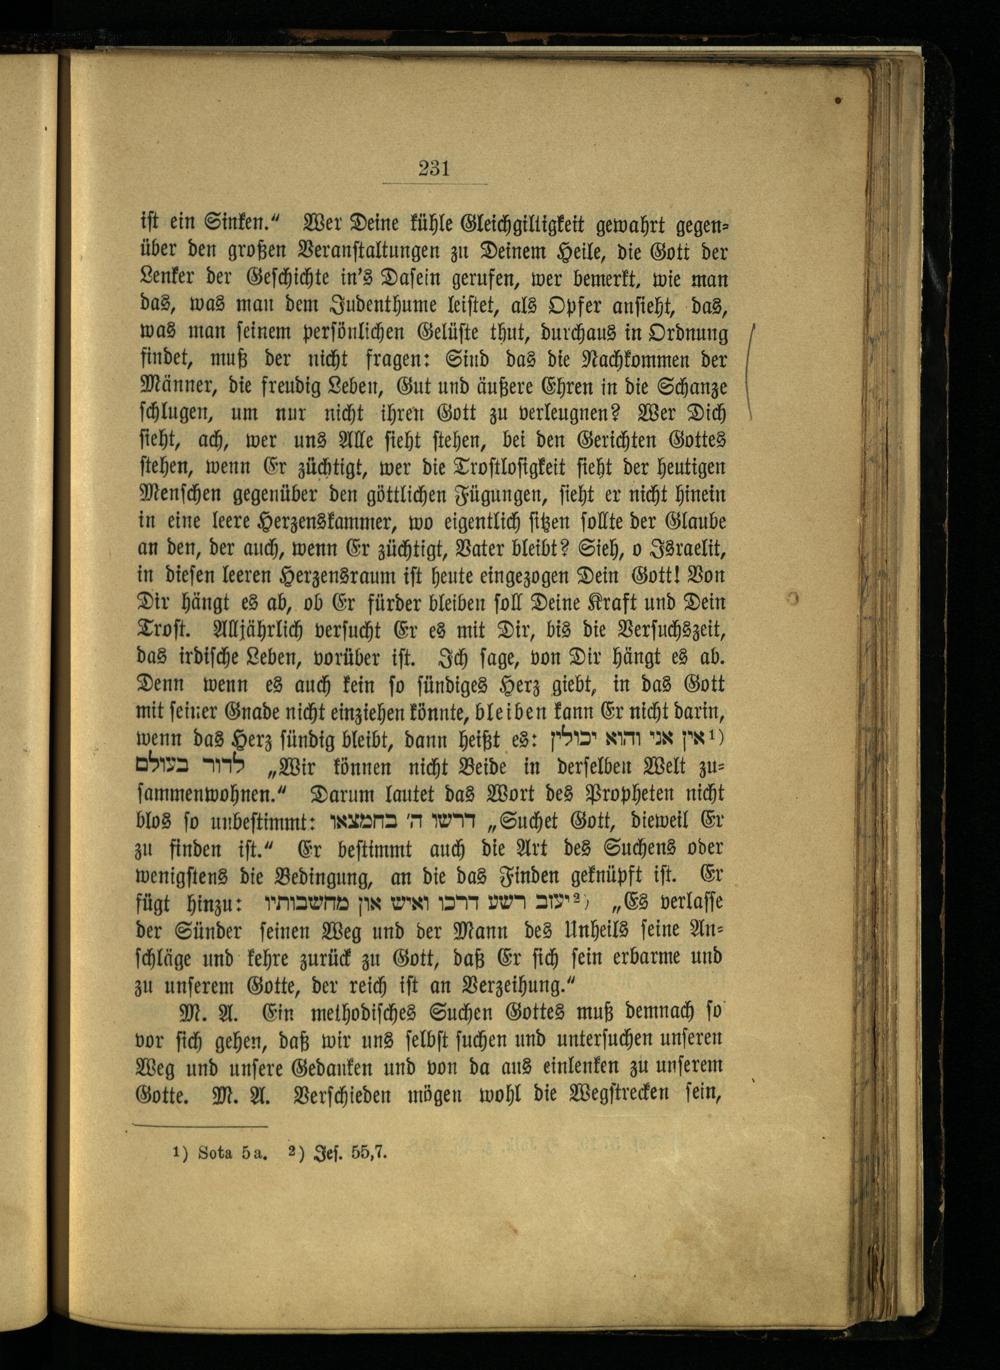 231
ist ein Sinken.“ Wer Deine kühle Gleichgiltigkeit gewahrt gegen-
über den großen Veranstaltungen zu Deinem Heile, die Gott der
Lenker der Geschichte in's Dasein gerufen, wer bemerkt, wie man
das, was man dem Judenthume leistet, als Opfer ansieht, das,
was man seinem persönlichen Gelüste thut, durchaus in Ordnung
findet, muß der nicht fragen: Sind das die Nachkommen der
Männer, die freudig Leben, Gut und äußere Ehren in die Schanze
schlugen, um nur nicht ihren Gott zu verleugnen? Wer Dich
sieht, ach, wer uns Alle sieht stehen, bei den Gerichten Gottes
stehen, wenn Er züchtigt, wer die Trostlosigkeit sieht der heutigen
Menschen gegenüber den göttlichen Fügungen, sieht er nicht hinein
in eine leere Herzenskammer, wo eigentlich sitzen sollte der Glaube
an den, der auch, wenn Er züchtigt, Vater bleibt? Sieh, o Israelit,
in diesen leeren Herzensraum ist heute eingezogen Dein Gott! Von
Dir hängt es ab, ob Er fürder bleiben soll Deine Kraft und Dein
Trost. Alljährlich versucht Er es mit Dir, bis die Versuchszeit,
das irdische Leben, vorüber ist. Ich sage, von Dir hängt es ab.
Denn wenn es auch kein so sündiges Herz giebt, in das Gott
mit seiner Gnade nicht einziehen könnte, bleiben kann Er nicht darin,
wenn das Herz sündig bleibt, dann heißt es: אין אני והוא יכולין¹)
לדור בעולם „Wir können nicht Beide in derselben Welt zu-
sammenwohnen.“ Darum lautet das Wort des Propheten nicht
blos so unbestimmt: דרשו ה' בהמצאו „Suchet Gott, dieweil Er
zu finden ist.“ Er bestimmt auch die Art des Suchens oder
wenigstens die Bedingung, an die das Finden geknüpft ist. Er
fügt hinzu: יעזב רשע דרכו ואיש און מחשבותיו²) „Es verlasse
der Sünder seinen Weg und der Mann des Unheils seine An-
schläge und kehre zurück zu Gott, daß Er sich sein erbarme und
zu unserem Gotte, der reich ist an Verzeihung.“
M. A. Ein methodisches Suchen Gottes muß demnach so
vor sich gehen, daß wir uns selbst suchen und untersuchen unseren
Weg und unsere Gedanken und von da aus einlenken zu unserem
Gotte. M. A. Verschieden mögen wohl die Wegstrecken sein,
1) Sota 5a. 2) Jes. 55,7.